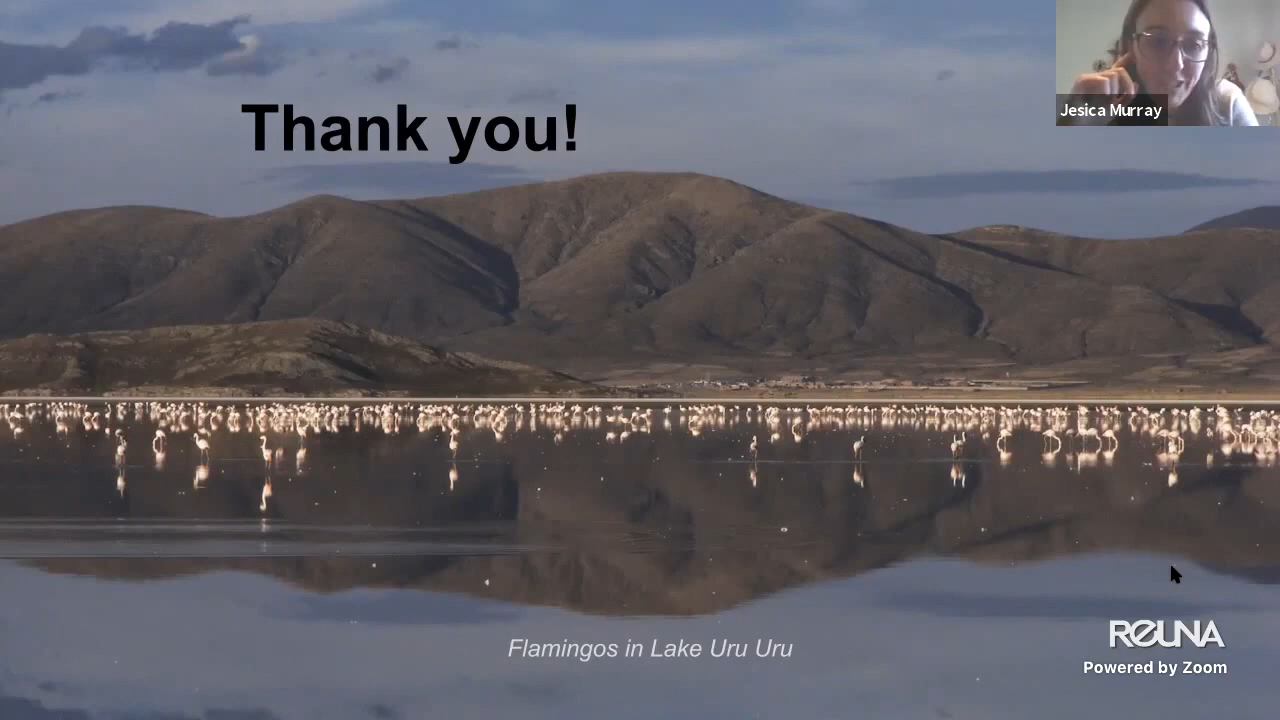 Jesica Murray
Thank you!
Flamingos in Lake Uru Uru
REUNA
Powered by Zoom